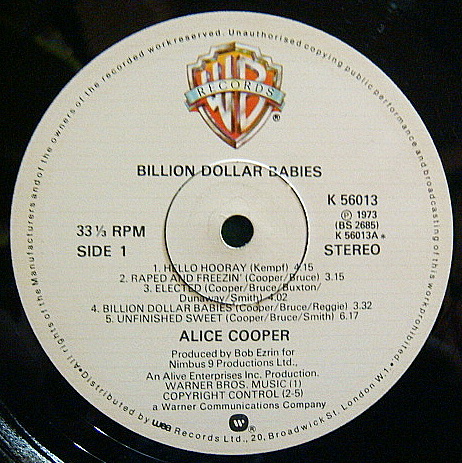 All rights of the Manufacturers and of the owners of the recorded work reserved. Unauthorised copying public performance and broadcasting of this work prohibited.
WB
RECORDS
®
BILLION DOLLAR BABIES
K 56013
Ⓟ 1973
(BS 2685)
K 56013A*
33⅓ RPM
SIDE 1
STEREO
1. HELLO HOORAY (Kempf) 4.15
2. RAPED AND FREEZIN' (Cooper/Bruce) 3.15
3. ELECTED (Cooper/Bruce/Buxton/
Dunaway/Smith) 4.02
4. BILLION DOLLAR BABIES (Cooper/Bruce/Reggie) 3.32
5. UNFINISHED SWEET (Cooper/Bruce/Smith) 6.17
ALICE COOPER
Produced by Bob Ezrin for
Nimbus 9 Productions Ltd.,
An Alive Enterprises Inc. Production.
WARNER BROS. MUSIC (1)
COPYRIGHT CONTROL (2-5)
a Warner Communications Company
®
•Distributed by wea Records Ltd., 20, Broadwick St. London W.1.•